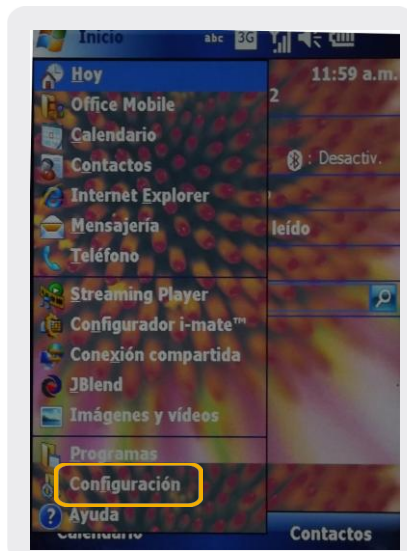 Inicio abc 3G
Hoy 11:59 a.m.
Office Mobile 2
Calendario
Contactos : Desactiv.
Internet Explorer
Mensajería leído
Teléfono
Streaming Player
Configurador i-mate™
Conexión compartida
JBlend
Imágenes y vídeos
Programas
Configuración
? Ayuda
Calendario Contactos